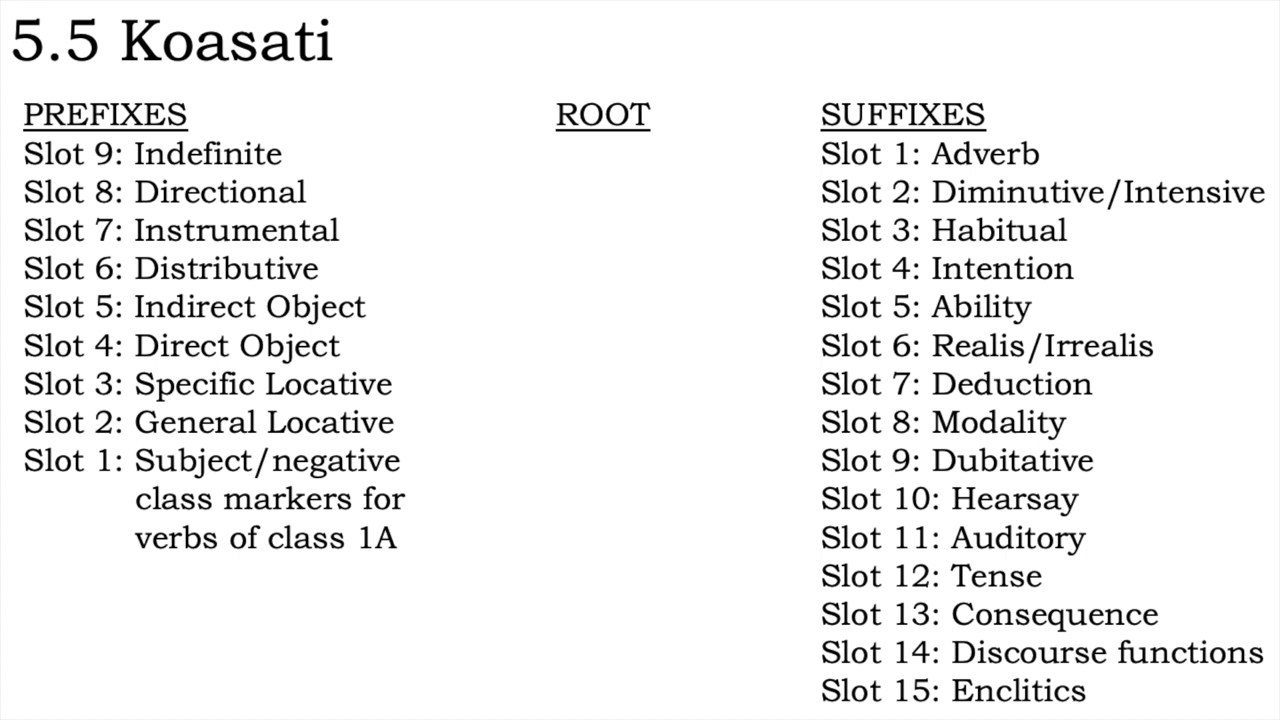 5.5 Koasati
PREFIXES
Slot 9: Indefinite
Slot 8: Directional
Slot 7: Instrumental
Slot 6: Distributive
Slot 5: Indirect Object
Slot 4: Direct Object
Slot 3: Specific Locative
Slot 2: General Locative
Slot 1: Subject/negative
class markers for
verbs of class 1A
ROOT
SUFFIXES
Slot 1: Adverb
Slot 2: Diminutive/Intensive
Slot 3: Habitual
Slot 4: Intention
Slot 5: Ability
Slot 6: Realis/Irrealis
Slot 7: Deduction
Slot 8: Modality
Slot 9: Dubitative
Slot 10: Hearsay
Slot 11: Auditory
Slot 12: Tense
Slot 13: Consequence
Slot 14: Discourse functions
Slot 15: Enclitics